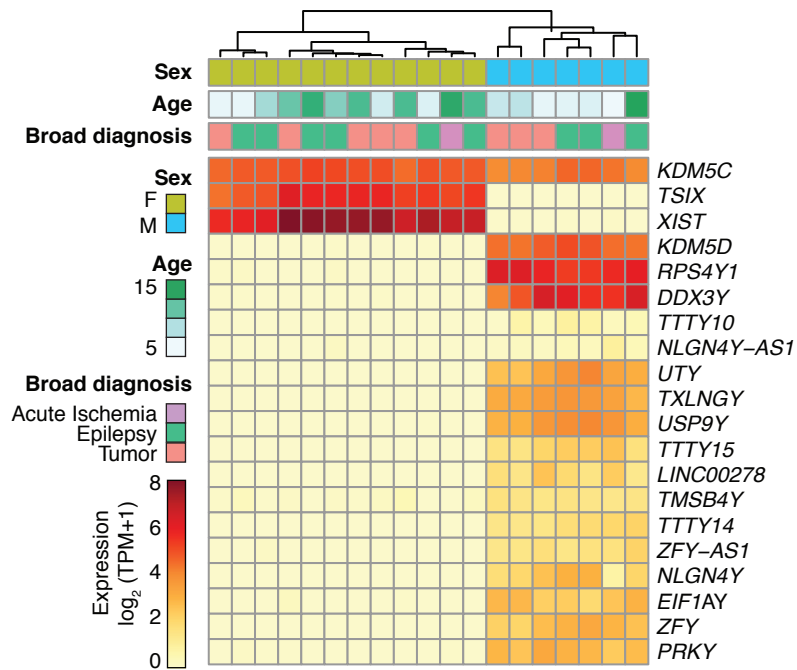 Sex
Age
Broad diagnosis
Sex
F
M
Age
15
5
Broad diagnosis
Acute Ischemia
Epilepsy
Tumor
Expression
log₂ (TPM+1)
8
6
4
2
0
KDM5C
TSIX
XIST
KDM5D
RPS4Y1
DDX3Y
TTTY10
NLGN4Y−AS1
UTY
TXLNGY
USP9Y
TTTY15
LINC00278
TMSB4Y
TTTY14
ZFY−AS1
NLGN4Y
EIF1AY
ZFY
PRKY